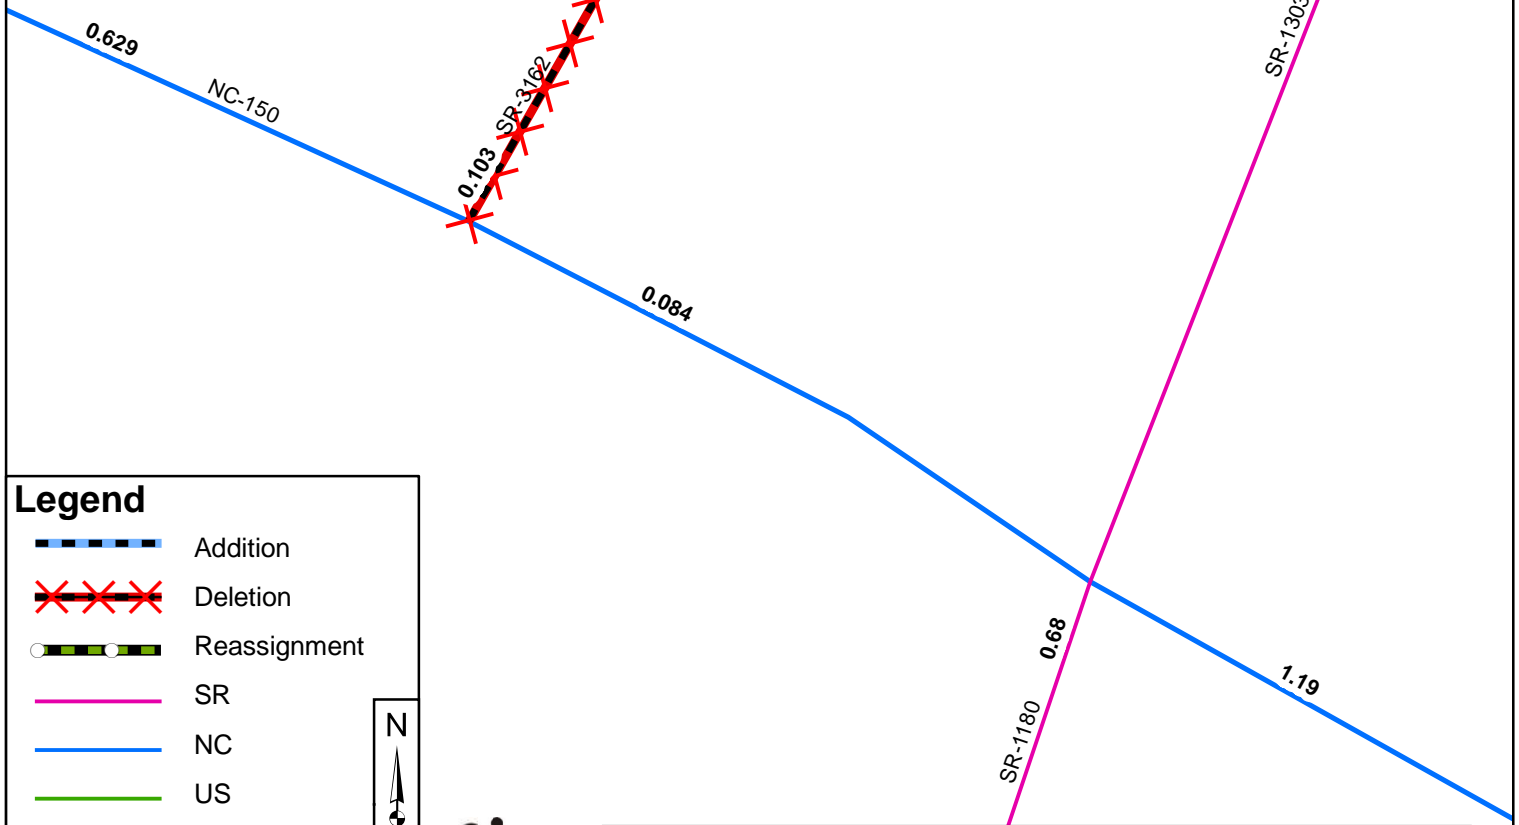 0.629
NC-150
SR-3162
0.103
SR-1303
0.084
0.68
1.19
SR-1180
Legend
Addition
Deletion
Reassignment
SR
NC
US
N